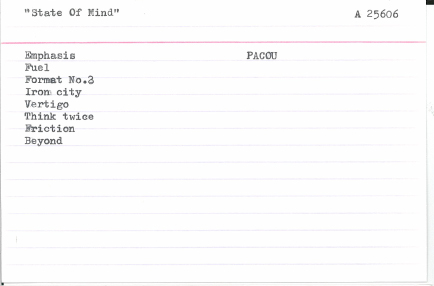 "State Of Mind" A 25606
Emphasis PACOU
Fuel
Format No.3
Iron city
Vertigo
Think twice
Friction
Beyond